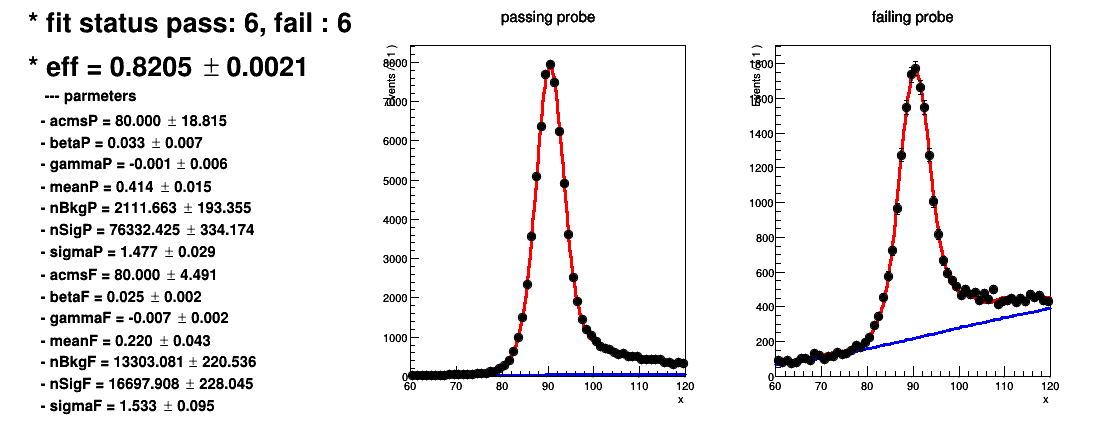 * fit status pass: 6, fail : 6
* eff = 0.8205 ± 0.0021
--- parmeters
- acmsP = 80.000 ± 18.815
- betaP = 0.033 ± 0.007
- gammaP = -0.001 ± 0.006
- meanP = 0.414 ± 0.015
- nBkgP = 2111.663 ± 193.355
- nSigP = 76332.425 ± 334.174
- sigmaP = 1.477 ± 0.029
- acmsF = 80.000 ± 4.491
- betaF = 0.025 ± 0.002
- gammaF = -0.007 ± 0.002
- meanF = 0.220 ± 0.043
- nBkgF = 13303.081 ± 220.536
- nSigF = 16697.908 ± 228.045
- sigmaF = 1.533 ± 0.095
passing probe
8000
7000
6000
5000
4000
3000
2000
1000
0
60 70 80 90 100 110 120
x
failing probe
1800
1600
1400
1200
1000
800
600
400
200
0
60 70 80 90 100 110 120
x